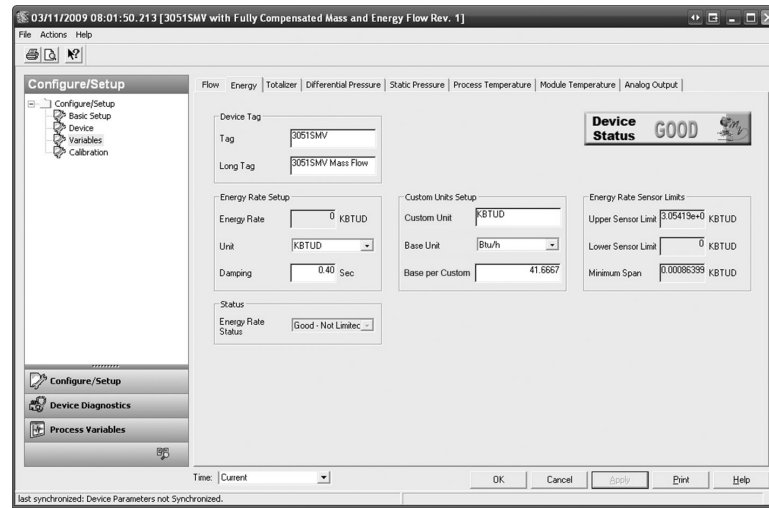 03/11/2009 08:01:50.213 [3051SMV with Fully Compensated Mass and Energy Flow Rev. 1]
File Actions Help
Configure/Setup
Flow Energy Totalizer Differential Pressure Static Pressure Process Temperature Module Temperature Analog Output
Configure/Setup
Basic Setup
Device
Variables
Calibration
Device Tag
Tag 3051SMV
Long Tag 3051SMV Mass Flow
Device Status GOOD
Energy Rate Setup
Energy Rate 0 KBTUD
Unit KBTUD
Damping 0.40 Sec
Custom Units Setup
Custom Unit KBTUD
Base Unit Btu/h
Base per Custom 41.6667
Energy Rate Sensor Limits
Upper Sensor Limit 3.05419e+0 KBTUD
Lower Sensor Limit 0 KBTUD
Minimum Span 0.00086399 KBTUD
Status
Energy Rate Status Good - Not Limitec
Configure/Setup
Device Diagnostics
Process Variables
Time: Current
OK Cancel Apply Print Help
last synchronized: Device Parameters not Synchronized.